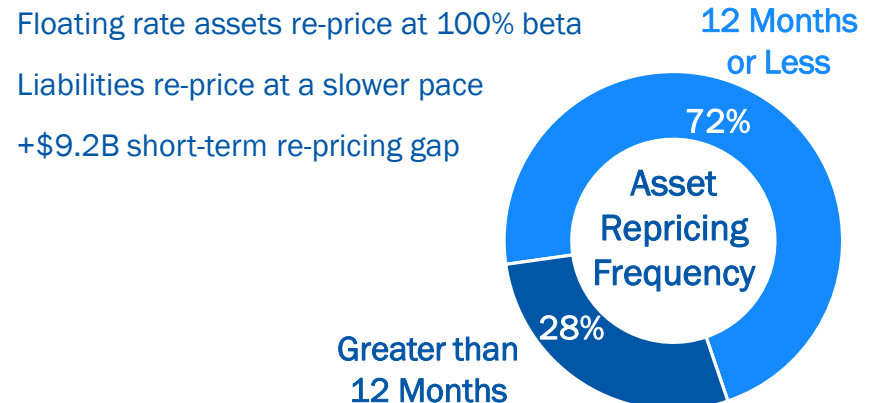 Floating rate assets re-price at 100% beta
Liabilities re-price at a slower pace
+$9.2B short-term re-pricing gap
12 Months
or Less
72%
Asset
Repricing
Frequency
28%
Greater than
12 Months